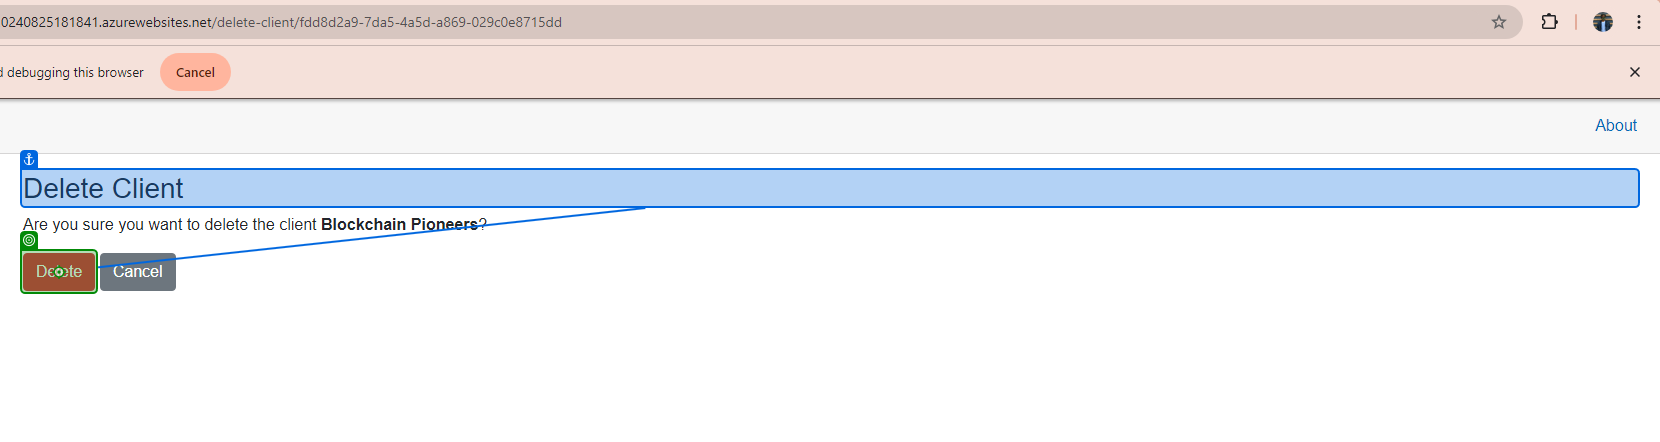 0240825181841.azurewebsites.net/delete-client/fdd8d2a9-7da5-4a5d-a869-029c0e8715dd
debugging this browser Cancel
About
Delete Client
Are you sure you want to delete the client Blockchain Pioneers?
Delete Cancel